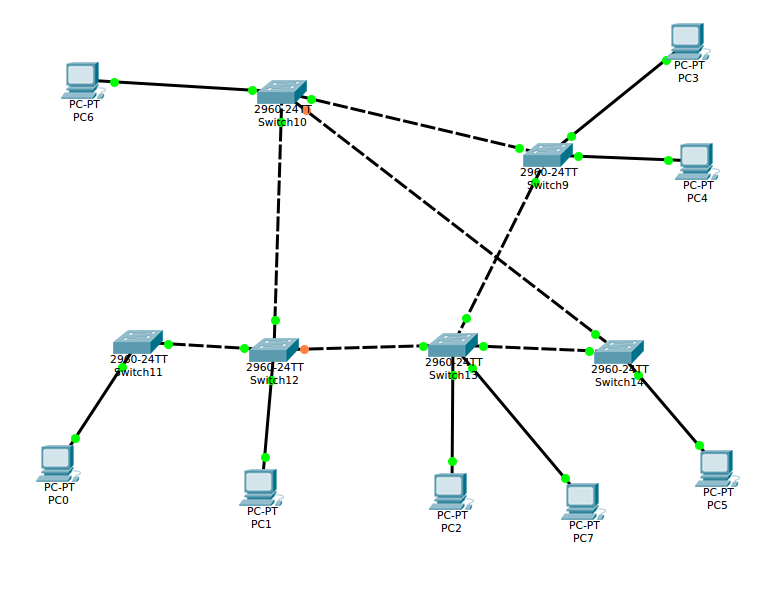 PC-PT
PC3
PC-PT
PC6
2960-24TT
Switch10
2960-24TT
Switch9
PC-PT
PC4
2960-24TT
Switch11
2960-24TT
Switch12
2960-24TT
Switch13
2960-24TT
Switch14
PC-PT
PC0
PC-PT
PC1
PC-PT
PC2
PC-PT
PC7
PC-PT
PC5